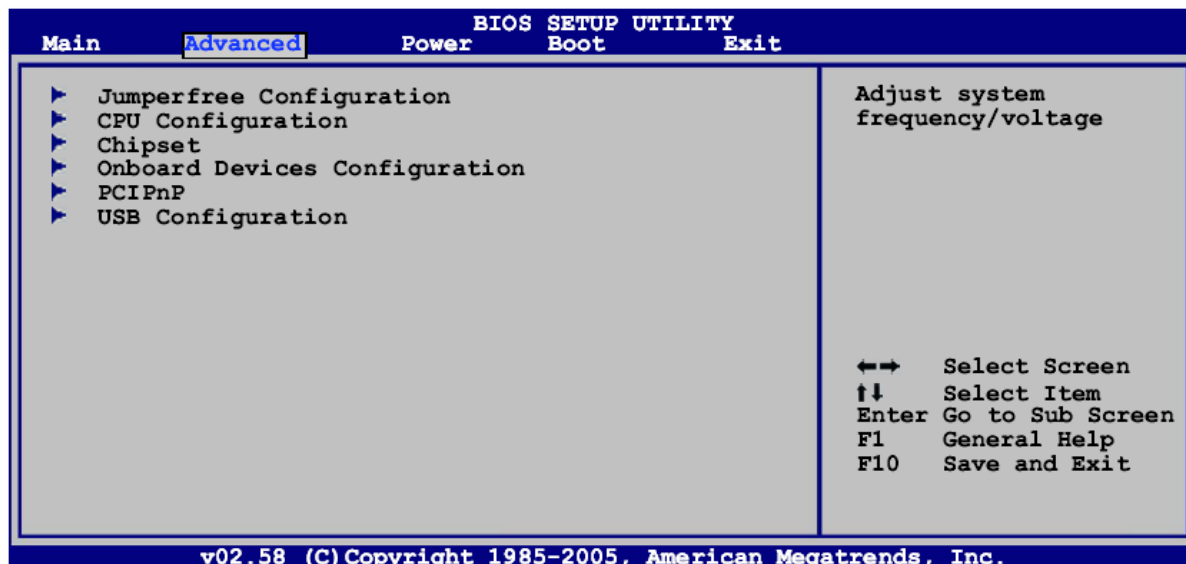 BIOS SETUP UTILITY
Main Advanced Power Boot Exit
Jumperfree Configuration
CPU Configuration
Chipset
Onboard Devices Configuration
PCIPnP
USB Configuration
Adjust system
frequency/voltage
←→ Select Screen
↑↓ Select Item
Enter Go to Sub Screen
F1 General Help
F10 Save and Exit
v02.58 (C)Copyright 1985-2005, American Megatrends, Inc.